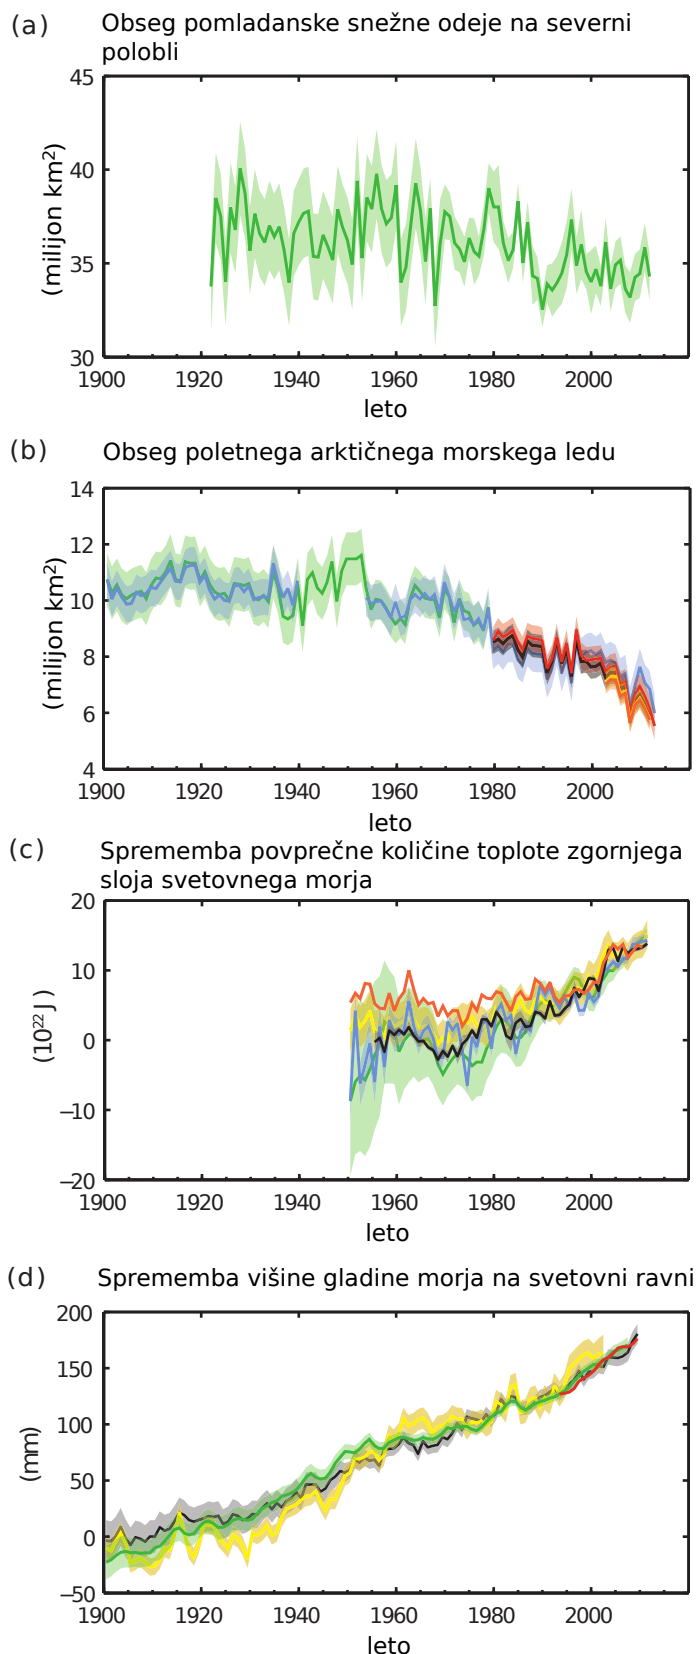 (a)
Obseg pomladanske snežne odeje na severni
polobli
45
40
35
30
(milijon km²)
1900 1920 1940 1960 1980 2000
leto
(b)
Obseg poletnega arktičnega morskega ledu
14
12
10
8
6
4
(milijon km²)
1900 1920 1940 1960 1980 2000
leto
(c)
Sprememba povprečne količine toplote zgornjega
sloja svetovnega morja
20
10
0
−10
−20
(10²² J)
1900 1920 1940 1960 1980 2000
leto
(d)
Sprememba višine gladine morja na svetovni ravni
200
150
100
50
0
−50
(mm)
1900 1920 1940 1960 1980 2000
leto